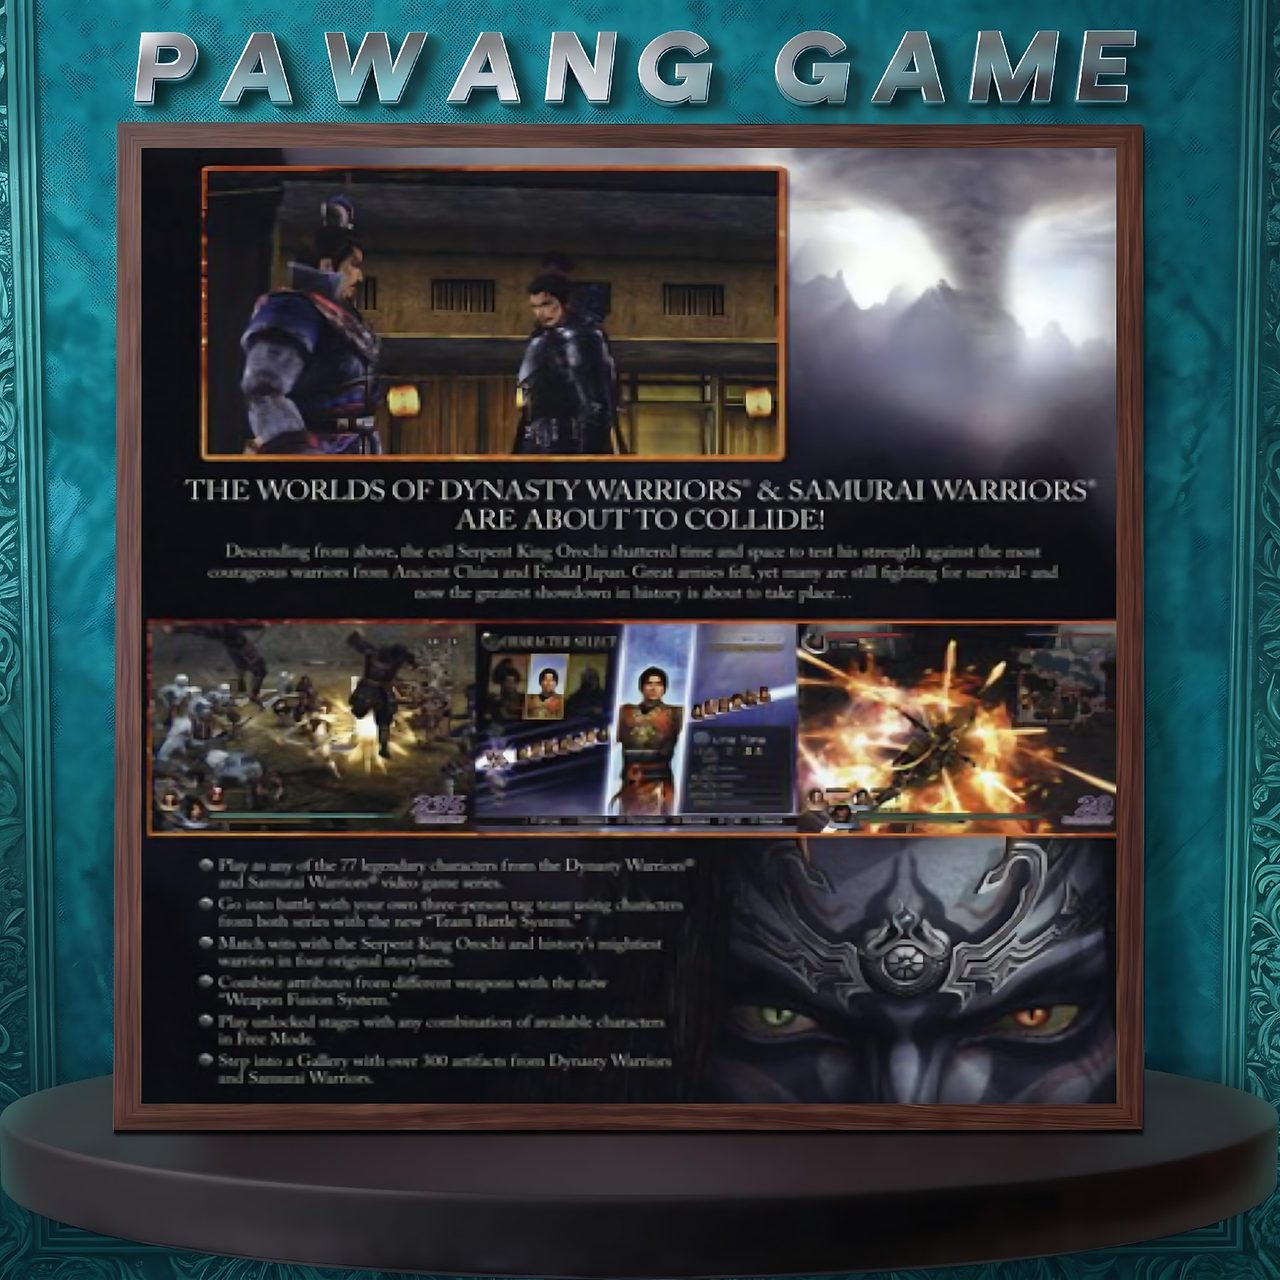 PAWANG GAME
THE WORLDS OF DYNASTY WARRIORS® & SAMURAI WARRIORS®
ARE ABOUT TO COLLIDE!
Descending from above, the evil Serpent King Orochi shattered time and space to test his strength against the most
courageous warriors from Ancient China and Feudal Japan. Great armies fell, yet many are still fighting for survival- and
now the greatest showdown in history is about to take place...
CHARACTER SELECT
Play as any of the 77 legendary characters from the Dynasty Warriors®
and Samurai Warriors® video game series.
Go into battle with your own three-person tag team using characters
from both series with the new "Team Battle System."
Match wits with the Serpent King Orochi and history's mightiest
warriors in four original storylines.
Combine attributes from different weapons with the new
"Weapon Fusion System."
Play unlocked stages with any combination of available characters
in Free Mode.
Step into a Gallery with over 300 artifacts from Dynasty Warriors
and Samurai Warriors.